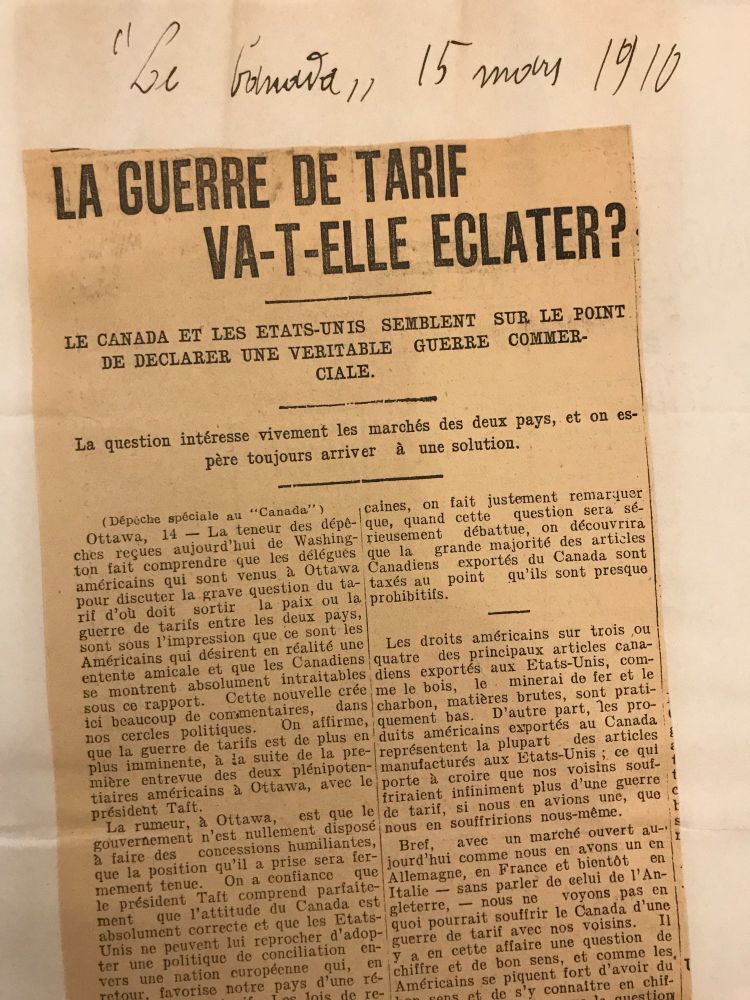 "Le Canada,, 15 mars 1910
LA GUERRE DE TARIF
VA-T-ELLE ECLATER?
LE CANADA ET LES ETATS-UNIS SEMBLENT SUR LE POINT
DE DECLARER UNE VERITABLE GUERRE COMMER-
CIALE.
La question intéresse vivement les marchés des deux pays, et on es-
père toujours arriver à une solution.
(Dépêche spéciale au "Canada")
Ottawa, 14 — La teneur des dépê-
ches reçues aujourd'hui de Washing-
ton fait comprendre que les délégués
américains qui sont venus à Ottawa
pour discuter la grave question du ta-
rif d'où doit sortir la paix ou la
guerre de tarifs entre les deux pays,
sont sous l'impression que ce sont les
Américains qui désirent en réalité une
entente amicale et que les Canadiens
se montrent absolument intraitables
sous ce rapport. Cette nouvelle crée
ici beaucoup de commentaires, dans
nos cercles politiques. On affirme,
que la guerre de tarifs est de plus en
plus imminente, à la suite de la pre-
mière entrevue des deux plénipoten-
tiaires américains à Ottawa, avec le
président Taft.
La rumeur, à Ottawa, est que le
gouvernement n'est nullement disposé
à faire des concessions humiliantes,
que la position qu'il a prise sera fer-
mement tenue. On a confiance que
le président Taft comprend parfaite-
ment que l'attitude du Canada est
absolument correcte et que les Etats-
Unis ne peuvent lui reprocher d'adop-
ter une politique de conciliation en-
vers une nation européenne qui, en
retour, favorise notre pays d'une ré-
Les lois de re-
caines, on fait justement remarquer
que, quand cette question sera sé-
rieusement débattue, on découvrira
que la grande majorité des articles
Canadiens exportés du Canada sont
taxés au point qu'ils sont presque
prohibitifs.
Les droits américains sur trois ou
quatre des principaux articles cana-
diens exportés aux Etats-Unis, com-
me le bois, le minerai de fer et le
charbon, matières brutes, sont prati-
quement bas. D'autre part, les pro-
duits américains exportés au Canada
représentent la plupart des articles
manufacturés aux Etats-Unis; ce qui
porte à croire que nos voisins souf-
friraient infiniment plus d'une guerre
de tarif, si nous en avions une, que
nous en souffririons nous-même.
Bref, avec un marché ouvert au-
jourd'hui comme nous en avons un en
Allemagne, en France et bientôt en
Italie — sans parler de celui de l'An-
gleterre, — nous ne voyons pas en
quoi pourrait souffrir le Canada d'une
guerre de tarif avec nos voisins. Il
y a en cette affaire une question de
chiffre et de bon sens, et comme les
Américains se piquent fort d'avoir du
bon sens et de s'y connaître en chif-